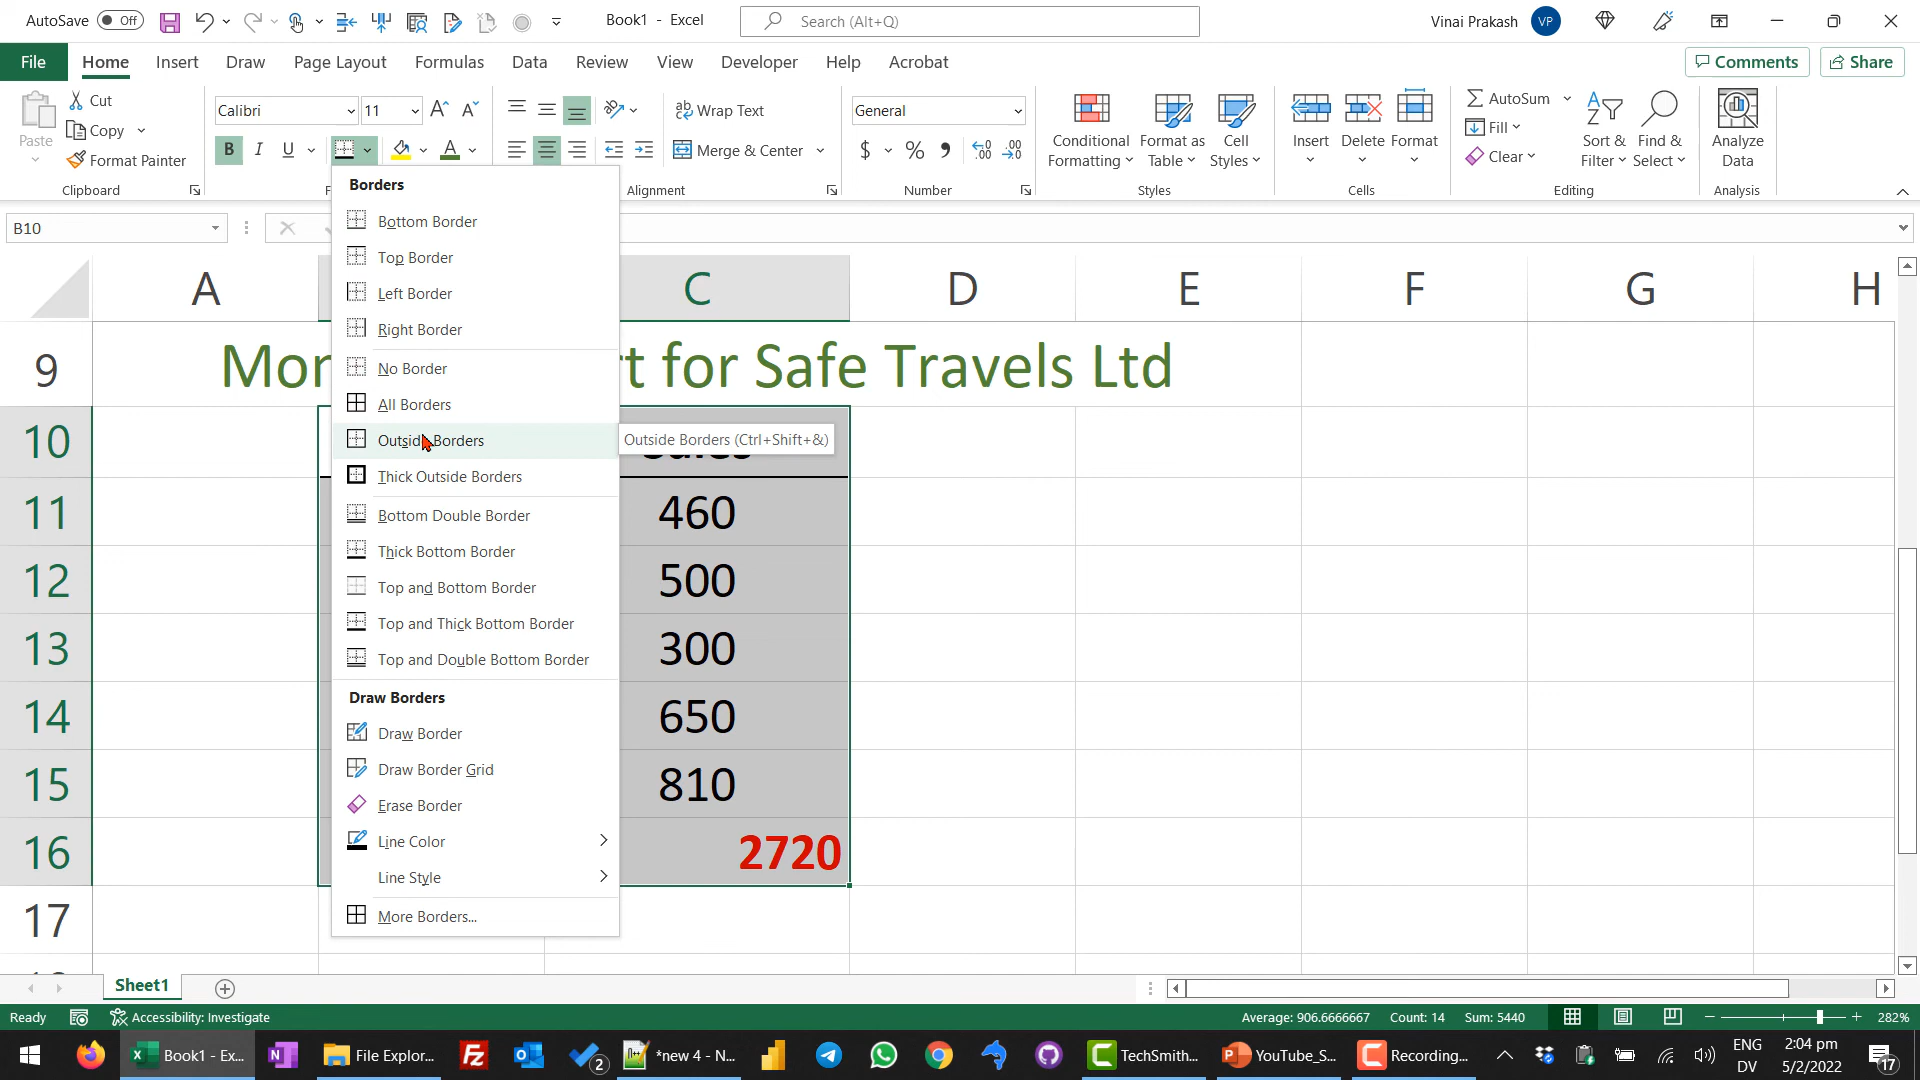 AutoSave Off Book1 - Excel Search (Alt+Q) Vinai Prakash VP
File Home Insert Draw Page Layout Formulas Data Review View Developer Help Acrobat Comments Share
Paste Cut Copy Format Painter Clipboard
Calibri 11 B I U
Wrap Text Merge & Center Alignment
General $ % Number
Conditional Formatting Format as Table Cell Styles Styles
Insert Delete Format Cells
AutoSum Fill Clear Sort & Filter Find & Select Editing
Analyze Data Analysis
B10
Borders
Bottom Border
Top Border
Left Border
Right Border
No Border
All Borders
Outside Borders
Thick Outside Borders
Bottom Double Border
Thick Bottom Border
Top and Bottom Border
Top and Thick Bottom Border
Top and Double Bottom Border
Draw Borders
Draw Border
Draw Border Grid
Erase Border
Line Color
Line Style
More Borders...
Outside Borders (Ctrl+Shift+&)
A C D E F G H
9 Mon t for Safe Travels Ltd
10
11 460
12 500
13 300
14 650
15 810
16 2720
17
Sheet1
Ready Accessibility: Investigate Average: 906.6666667 Count: 14 Sum: 5440 282%
Book1 - Ex... File Explor... 2 *new 4 - N... TechSmith... YouTube_S... Recording... ENG DV 2:04 pm 5/2/2022 17